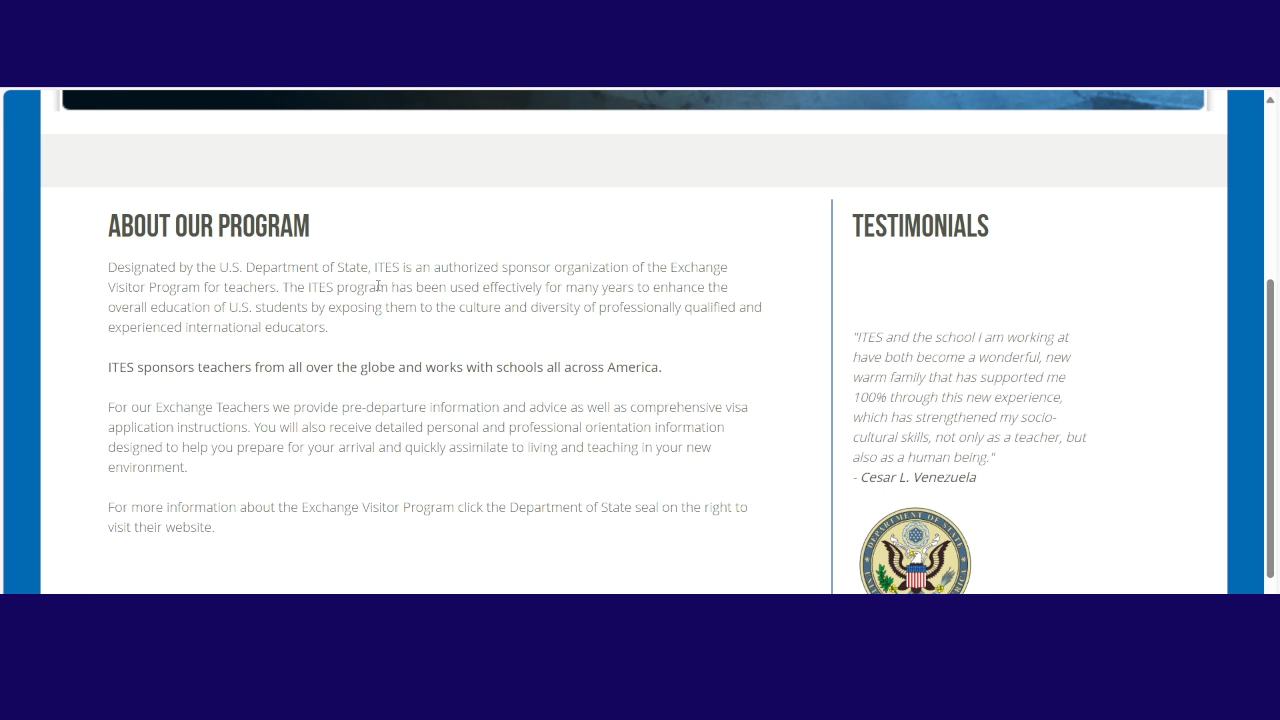 ABOUT OUR PROGRAM
Designated by the U.S. Department of State, ITES is an authorized sponsor organization of the Exchange
Visitor Program for teachers. The ITES program has been used effectively for many years to enhance the
overall education of U.S. students by exposing them to the culture and diversity of professionally qualified and
experienced international educators.
ITES sponsors teachers from all over the globe and works with schools all across America.
For our Exchange Teachers we provide pre-departure information and advice as well as comprehensive visa
application instructions. You will also receive detailed personal and professional orientation information
designed to help you prepare for your arrival and quickly assimilate to living and teaching in your new
environment.
For more information about the Exchange Visitor Program click the Department of State seal on the right to
visit their website.
TESTIMONIALS
"ITES and the school I am working at
have both become a wonderful, new
warm family that has supported me
100% through this new experience,
which has strengthened my socio-
cultural skills, not only as a teacher, but
also as a human being."
- Cesar L. Venezuela
DEPARTMENT OF STATE